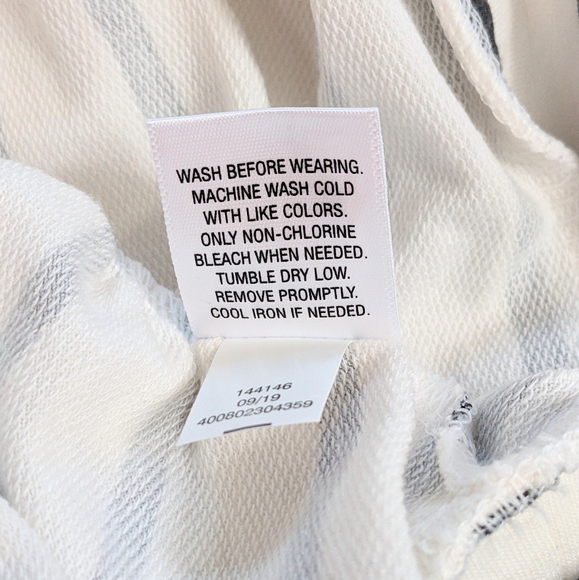 WASH BEFORE WEARING.
MACHINE WASH COLD
WITH LIKE COLORS.
ONLY NON-CHLORINE
BLEACH WHEN NEEDED.
TUMBLE DRY LOW.
REMOVE PROMPTLY.
COOL IRON IF NEEDED.
144146
09/19
400802304359